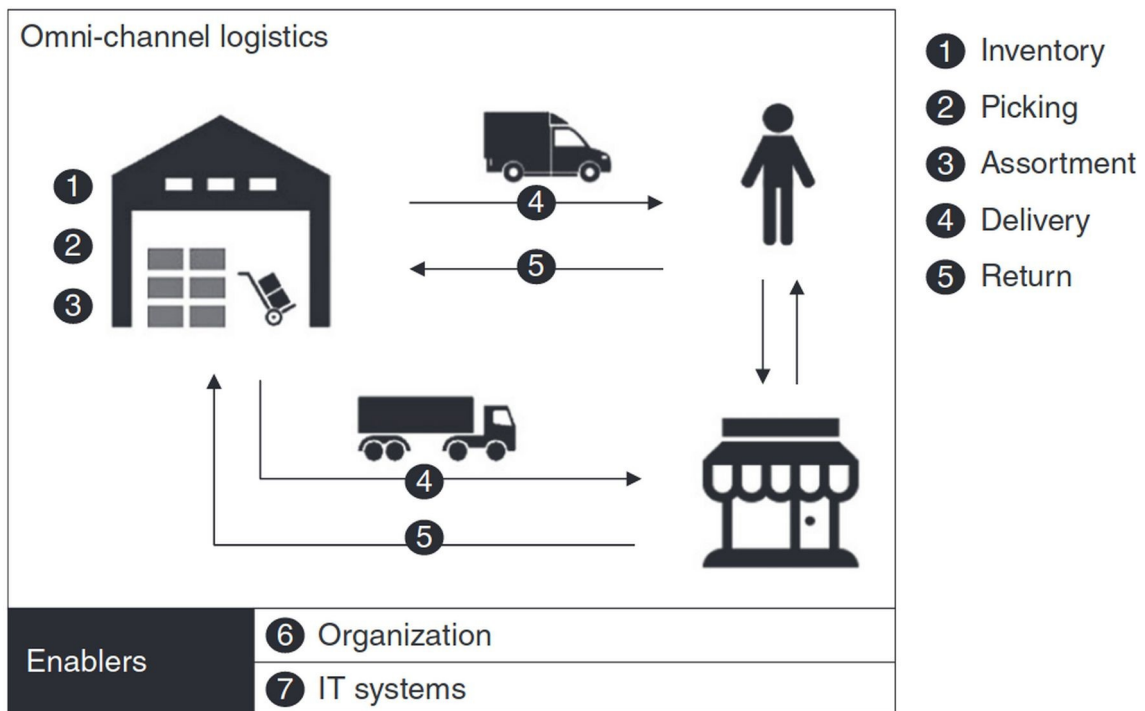 Omni-channel logistics
1 Inventory
2 Picking
3 Assortment
4 Delivery
5 Return
1
2
3
4
5
4
5
Enablers
6 Organization
7 IT systems